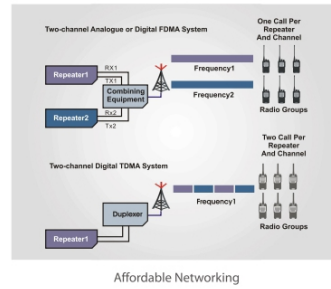 Two-channel Analogue or Digital FDMA System
One Call Per
Repeater
And Channel
Repeater1
RX1
TX1
Combining
Equipment
Frequency1
Repeater2
Rx2
Tx2
Frequency2
Radio Groups
Two-channel Digital TDMA System
Two Call Per
Repeater
And Channel
Duplexer
Frequency1
Repeater1
Radio Groups
Affordable Networking